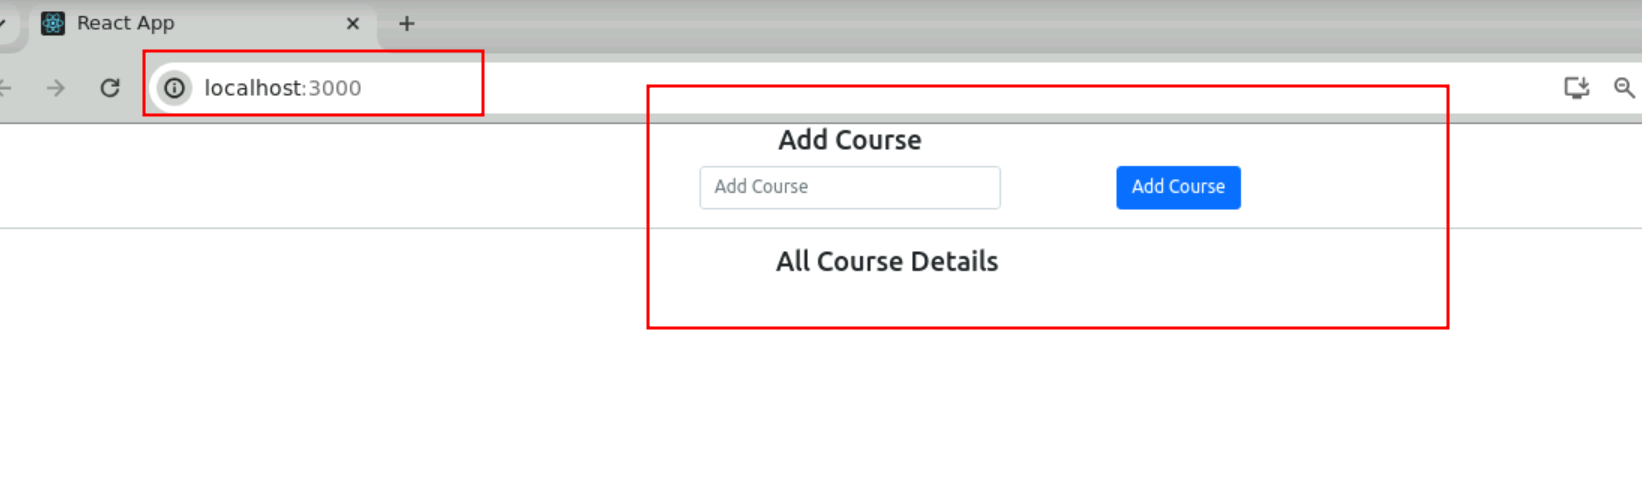 React App
localhost:3000
Add Course
Add Course
Add Course
All Course Details